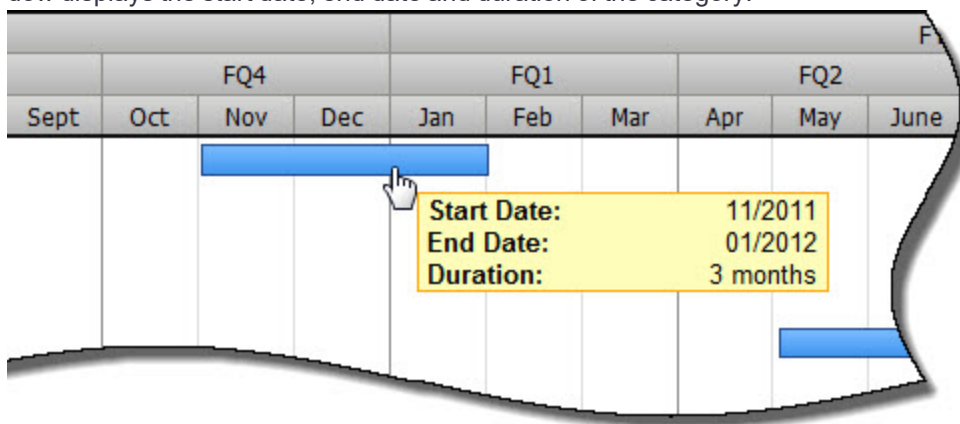 FQ4 FQ1 FQ2
Sept Oct Nov Dec Jan Feb Mar Apr May June
Start Date: 11/2011
End Date: 01/2012
Duration: 3 months